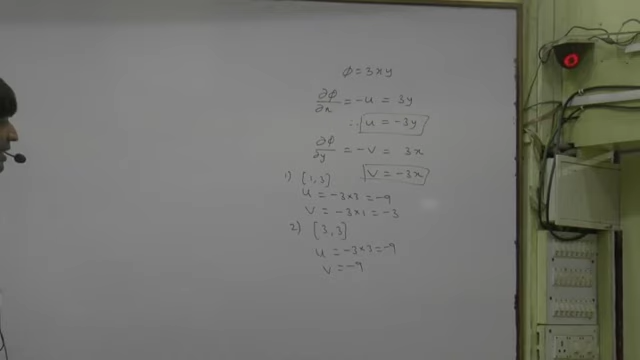 ϕ = 3xy
∂ϕ/∂x = -u = 3y
∴ u = -3y
∂ϕ/∂y = -v = 3x
v = -3x
1) [1,3]
u = -3×3 = -9
v = -3×1 = -3
2) [3,3]
u = -3×3 = -9
v = -9